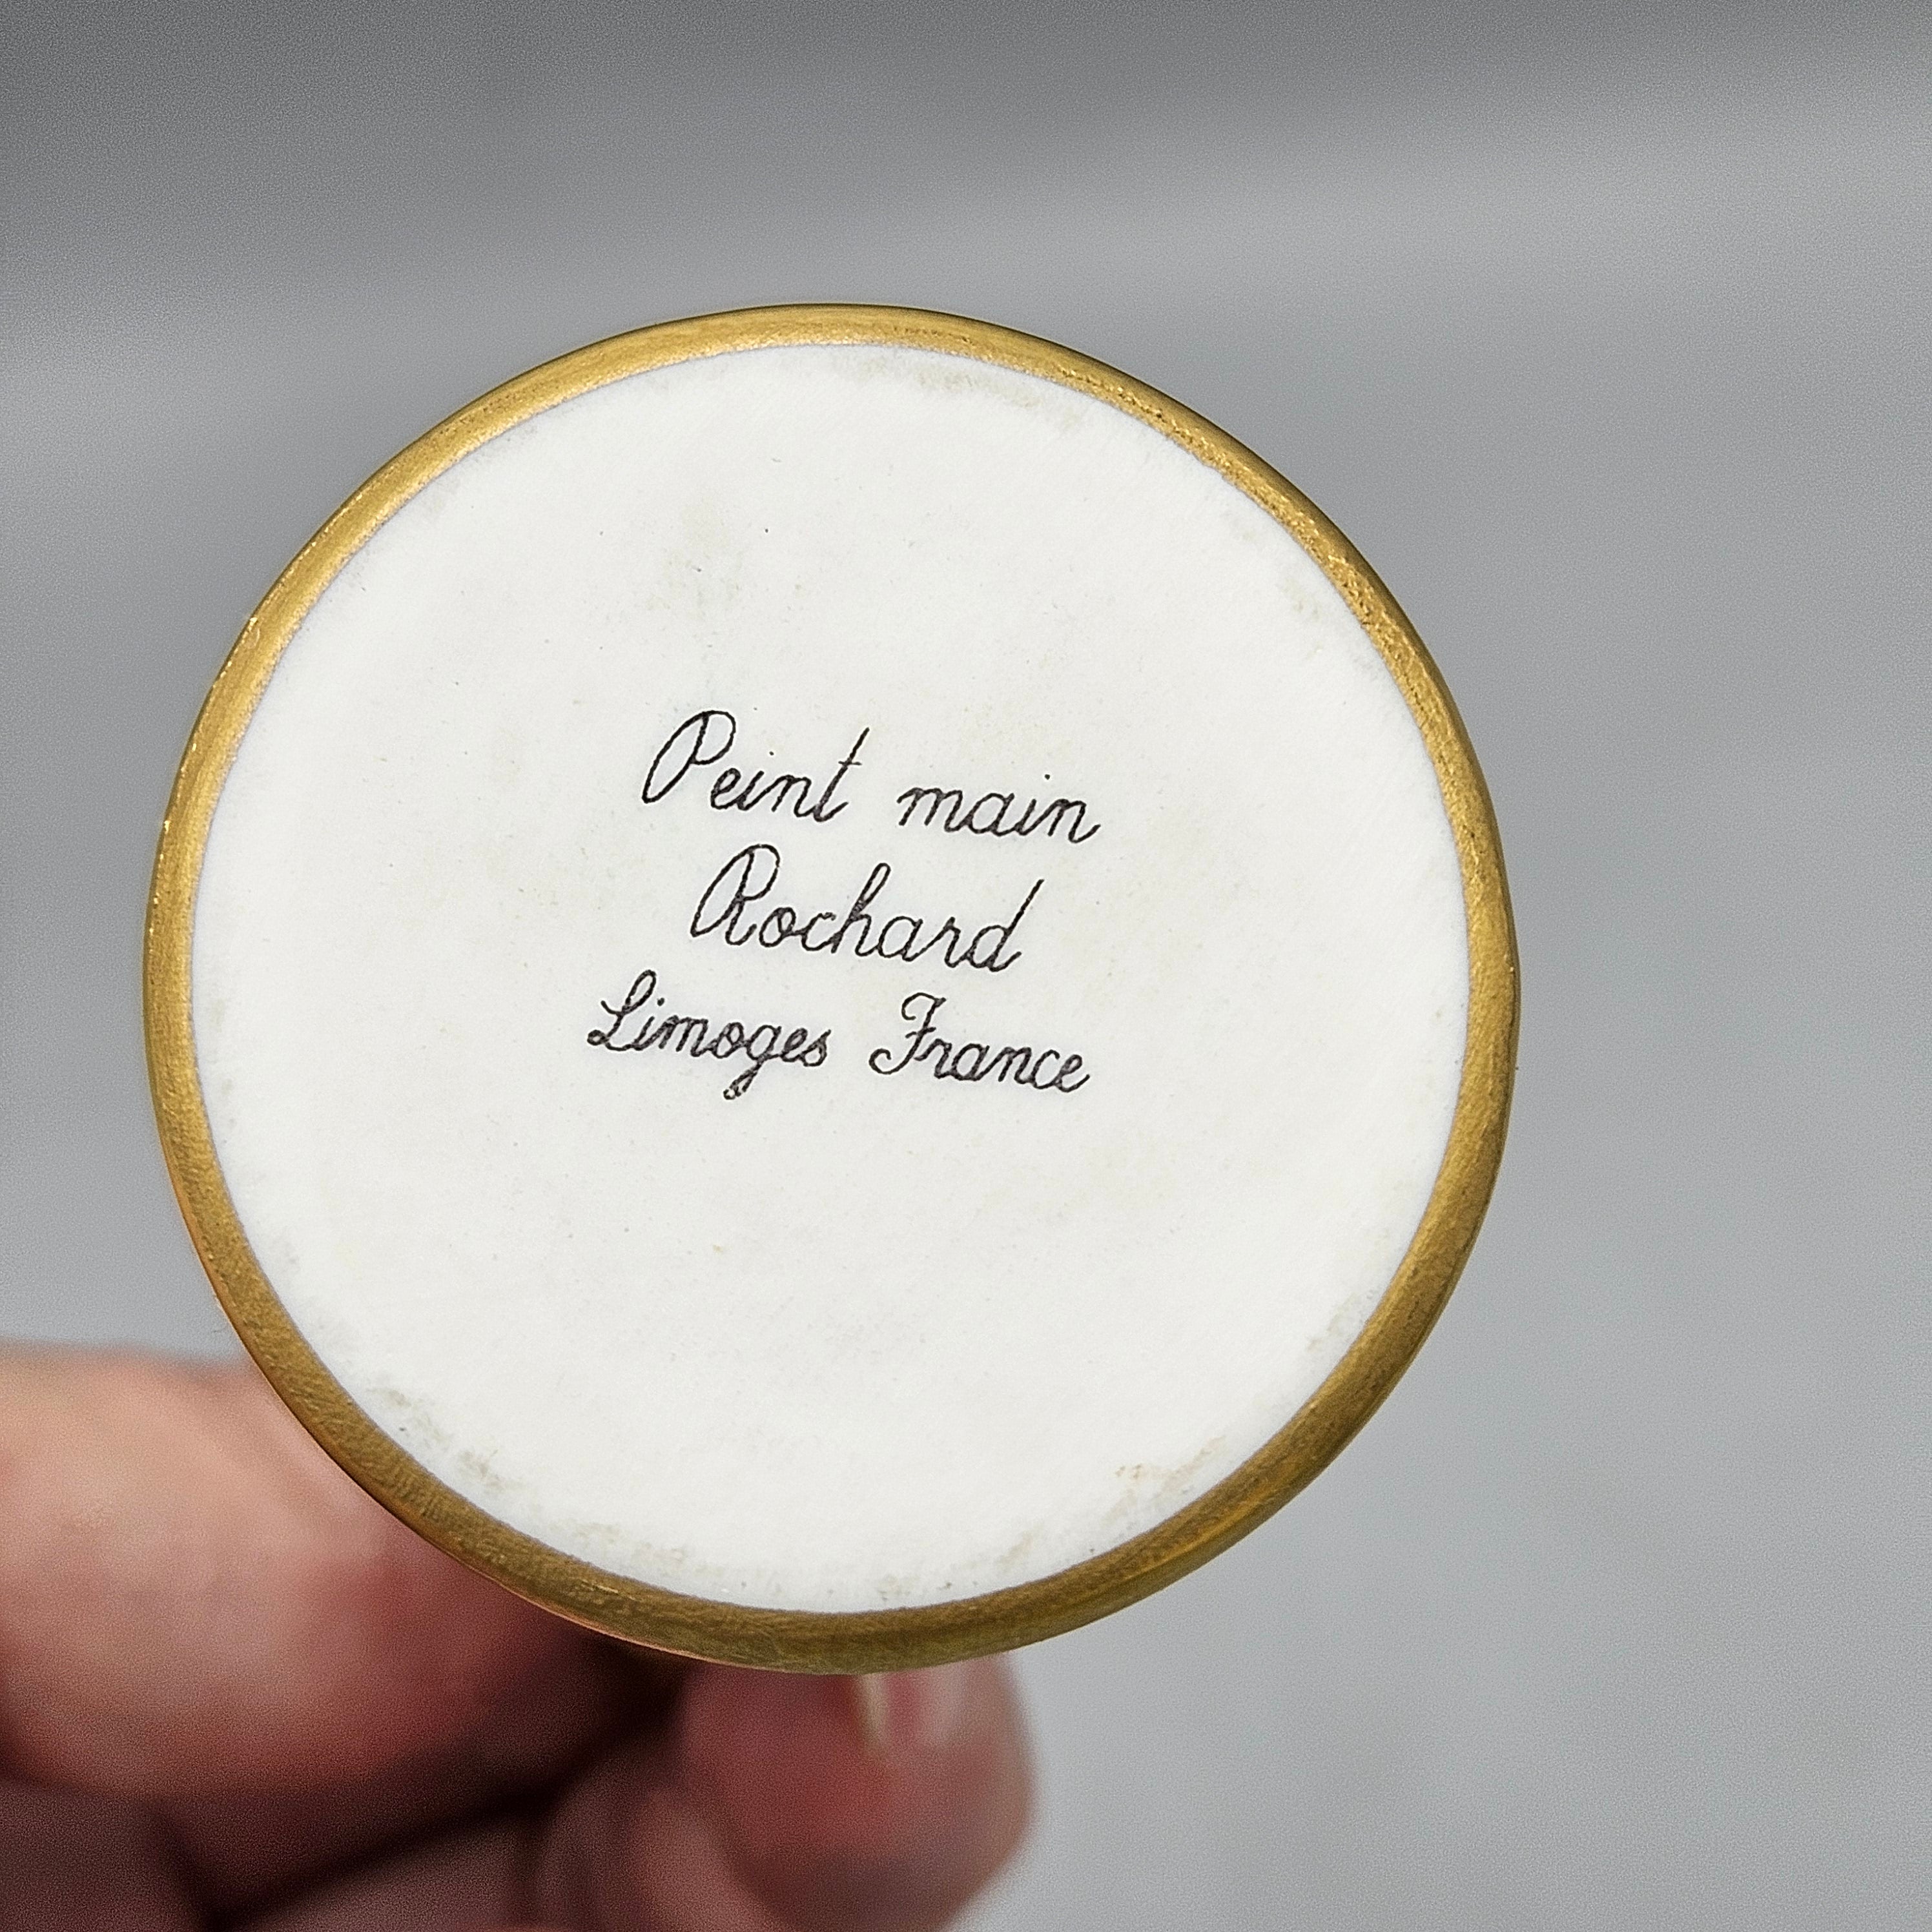 Peint main
Rochard
Limoges France